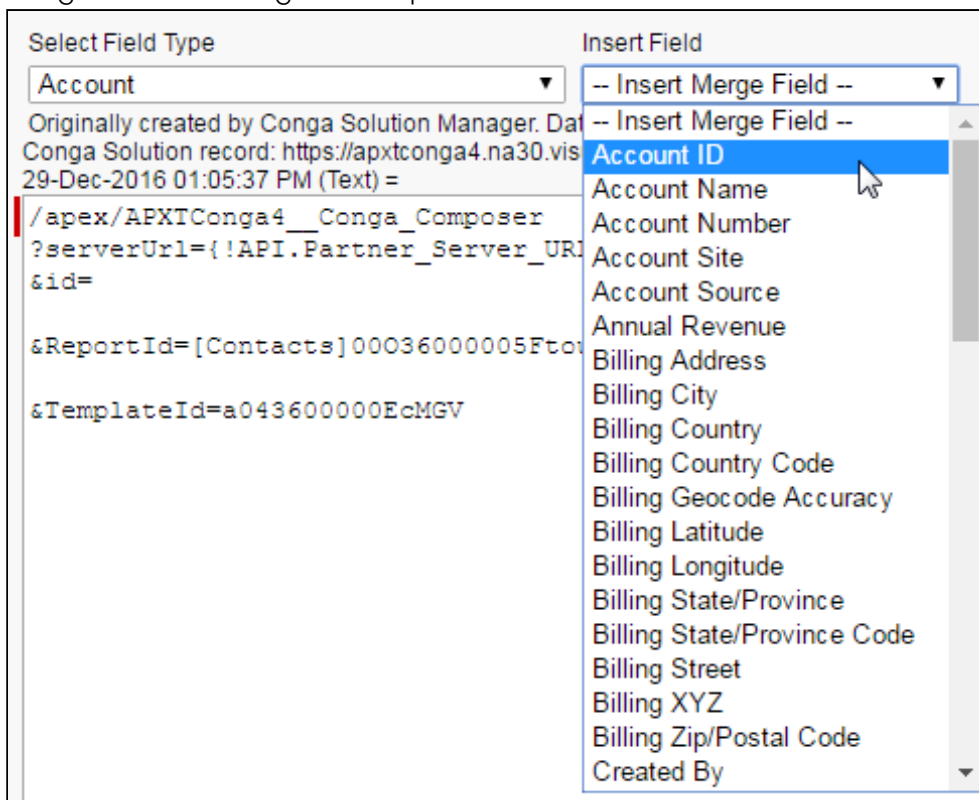 Select Field Type
Insert Field
Account
-- Insert Merge Field --
Originally created by Conga Solution Manager. Dat
Conga Solution record: https://apxtconga4.na30.vis
29-Dec-2016 01:05:37 PM (Text) =
/apex/APXTConga4__Conga_Composer
?serverUrl={!API.Partner_Server_URL
&id=
&ReportId=[Contacts]00O36000005Ftou
&TemplateId=a043600000EcMGV
-- Insert Merge Field --
Account ID
Account Name
Account Number
Account Site
Account Source
Annual Revenue
Billing Address
Billing City
Billing Country
Billing Country Code
Billing Geocode Accuracy
Billing Latitude
Billing Longitude
Billing State/Province
Billing State/Province Code
Billing Street
Billing XYZ
Billing Zip/Postal Code
Created By